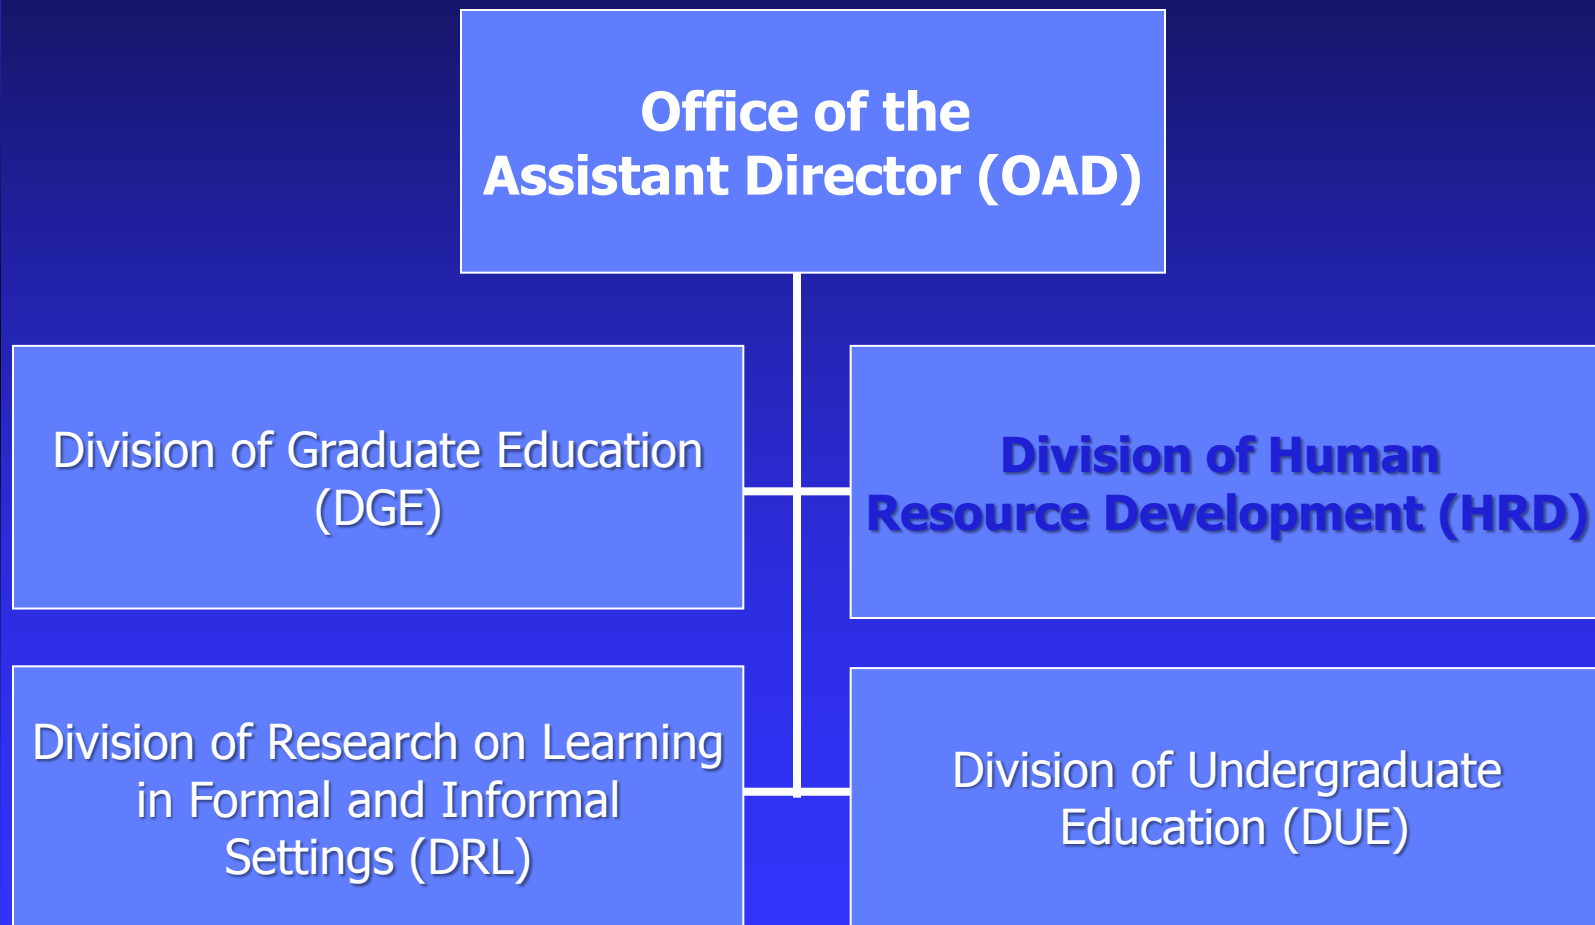 Office of the
Assistant Director (OAD)
Division of Graduate Education
(DGE)
Division of Human
Resource Development (HRD)
Division of Research on Learning
in Formal and Informal
Settings (DRL)
Division of Undergraduate
Education (DUE)